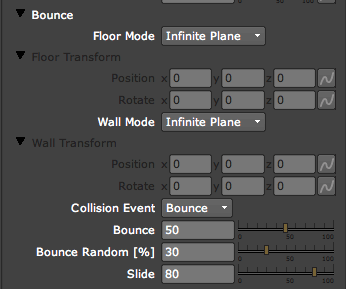 0 50 100
Bounce
Floor Mode Infinite Plane
Floor Transform
Position x 0 y 0 z 0
Rotate x 0 y 0 z 0
Wall Mode Infinite Plane
Wall Transform
Position x 0 y 0 z 0
Rotate x 0 y 0 z 0
Collision Event Bounce
Bounce 50 50 100
Bounce Random [%] 30 50 100
Slide 80 50 100